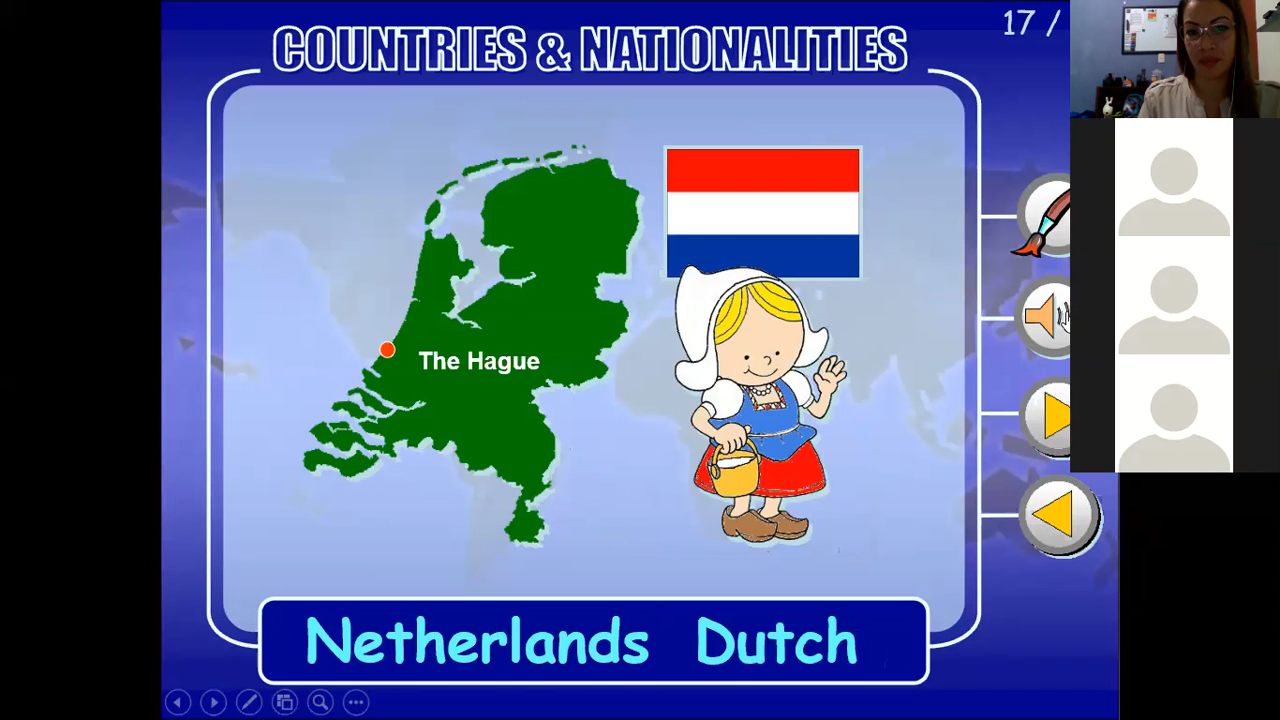 COUNTRIES & NATIONALITIES
17 /
The Hague
Netherlands Dutch